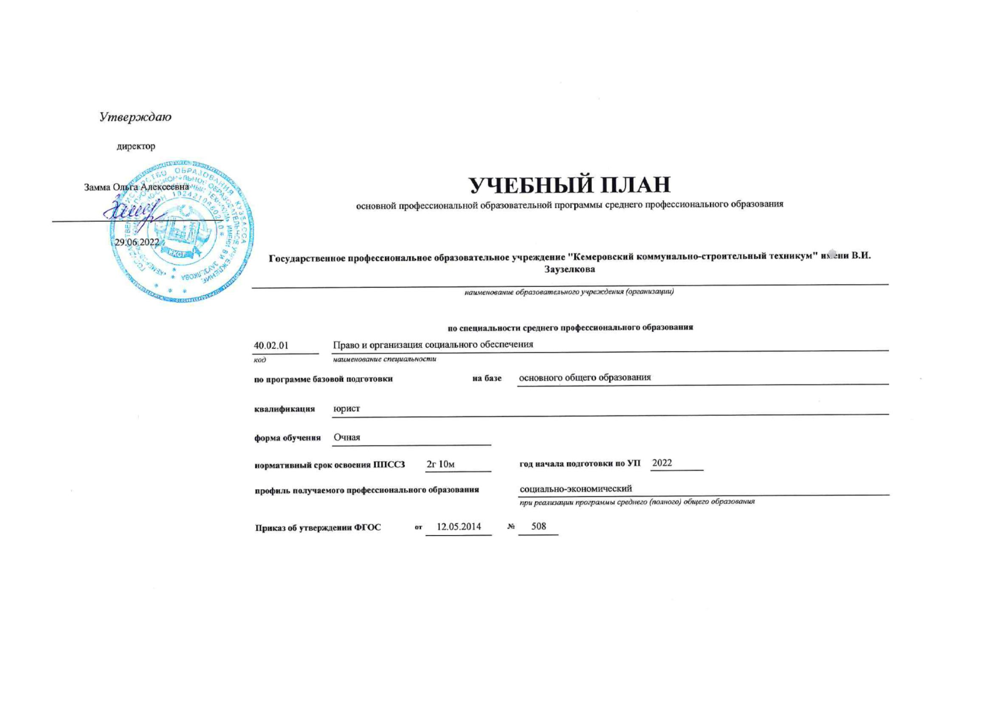 Утверждаю
директор
Замма Ольга Алексеевна
29.06.2022
УЧЕБНЫЙ ПЛАН
основной профессиональной образовательной программы среднего профессионального образования
Государственное профессиональное образовательное учреждение "Кемеровский коммунально-строительный техникум" имени В.И.
Заузелкова
наименование образовательного учреждения (организации)
по специальности среднего профессионального образования
40.02.01 Право и организация социального обеспечения
код наименование специальности
по программе базовой подготовки на базе основного общего образования
квалификация юрист
форма обучения Очная
нормативный срок освоения ППССЗ 2г 10м год начала подготовки по УП 2022
профиль получаемого профессионального образования социально-экономический
при реализации программы среднего (полного) общего образования
Приказ об утверждении ФГОС от 12.05.2014 № 508
ОБРАЗОВАНИЯ КУЗБАССА
ИМЕНИ В.И. ЗАУЗЕЛКОВА
ККСТ